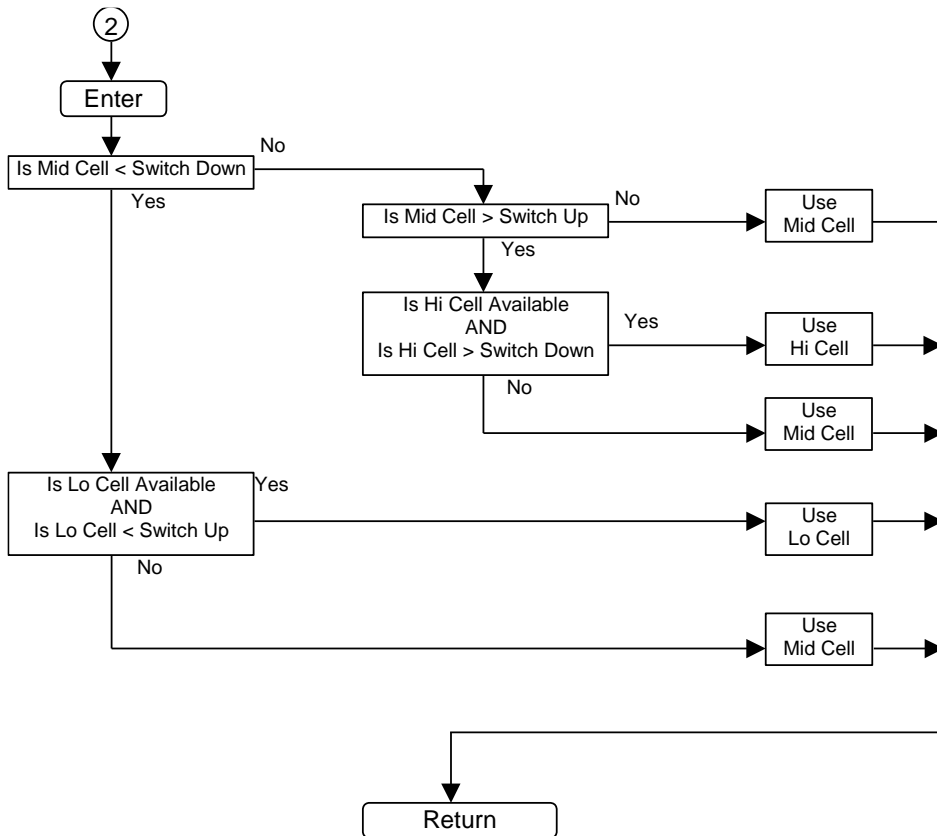 2
Enter
Is Mid Cell < Switch Down
No
Yes
Is Mid Cell > Switch Up
No
Use
Mid Cell
Yes
Is Hi Cell Available
AND
Is Hi Cell > Switch Down
Yes
Use
Hi Cell
No
Use
Mid Cell
Is Lo Cell Available
AND
Is Lo Cell < Switch Up
Yes
Use
Lo Cell
No
Use
Mid Cell
Return